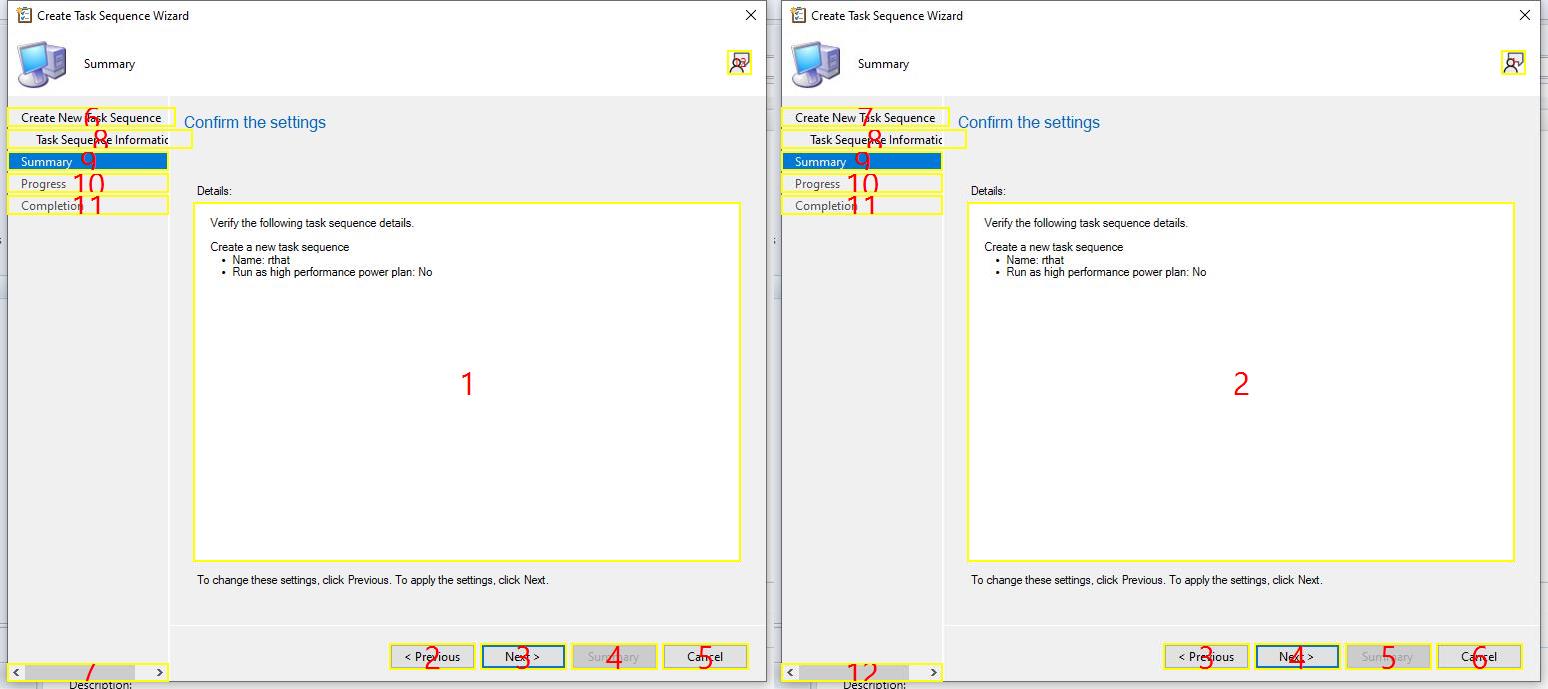 Create Task Sequence Wizard
Summary
6
Create New Task Sequence
8
Task Sequence Informatic
9
Summary
10
Progress
11
Completion
Confirm the settings
Details:
Verify the following task sequence details.
Create a new task sequence
• Name: rthat
• Run as high performance power plan: No
1
To change these settings, click Previous. To apply the settings, click Next.
7
2
< Previous
3
Next >
4
Summary
5
Cancel
Description:
Create Task Sequence Wizard
Summary
7
Create New Task Sequence
8
Task Sequence Informatic
9
Summary
10
Progress
11
Completion
Confirm the settings
Details:
Verify the following task sequence details.
Create a new task sequence
• Name: rthat
• Run as high performance power plan: No
2
To change these settings, click Previous. To apply the settings, click Next.
12
3
< Previous
4
Next >
5
Summary
6
Cancel
Description: